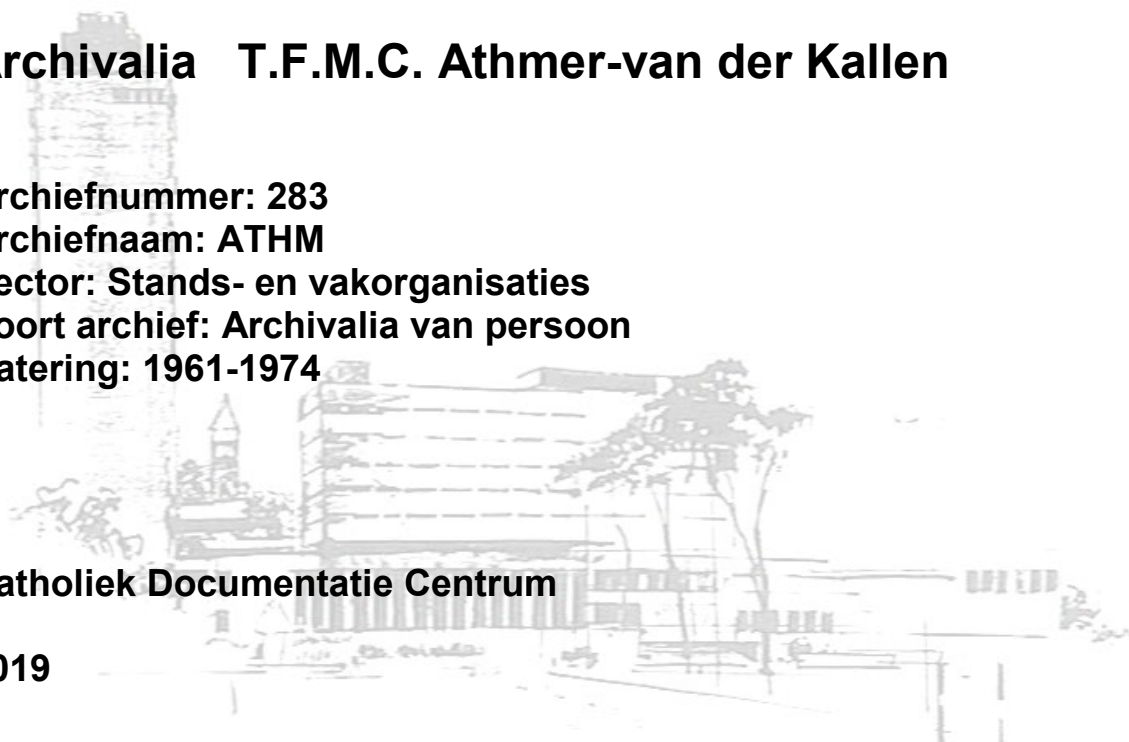 rchivalia T.F.M.C. Athmer-van der Kallen
rchiefnummer: 283
rchiefnaam: ATHM
ector: Stands- en vakorganisaties
oort archief: Archivalia van persoon
atering: 1961-1974
atholiek Documentatie Centrum
019